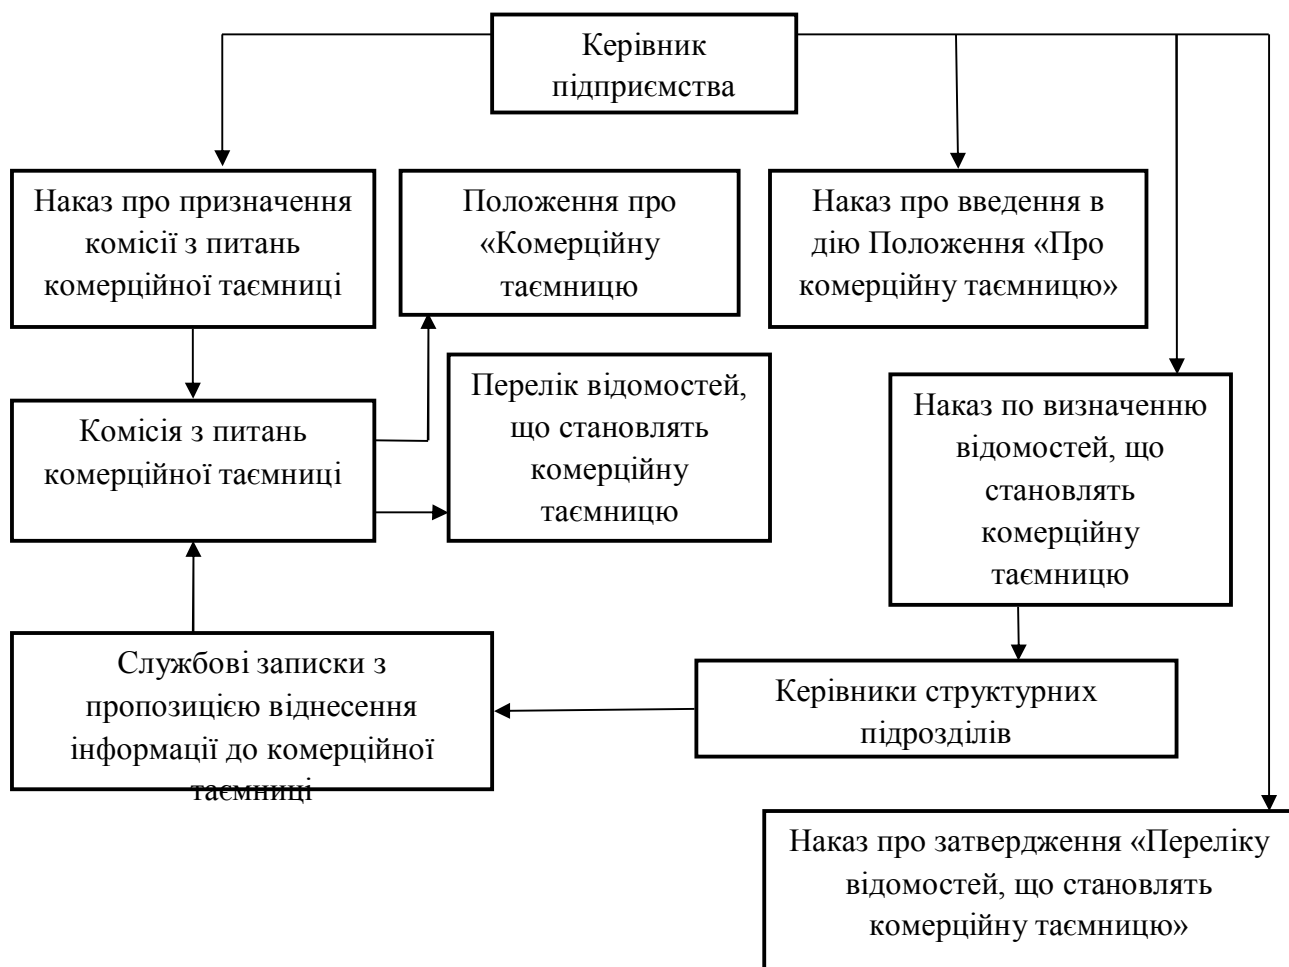 Керівник
підприємства
Наказ про призначення
комісії з питань
комерційної таємниці
Положення про
«Комерційну
таємницю
Наказ про введення в
дію Положення «Про
комерційну таємницю»
Комісія з питань
комерційної таємниці
Перелік відомостей,
що становлять
комерційну
таємницю
Наказ по визначенню
відомостей, що
становлять
комерційну
таємницю
Службові записки з
пропозицією віднесення
інформації до комерційної
таємниці
Керівники структурних
підрозділів
Наказ про затвердження «Переліку
відомостей, що становлять
комерційну таємницю»